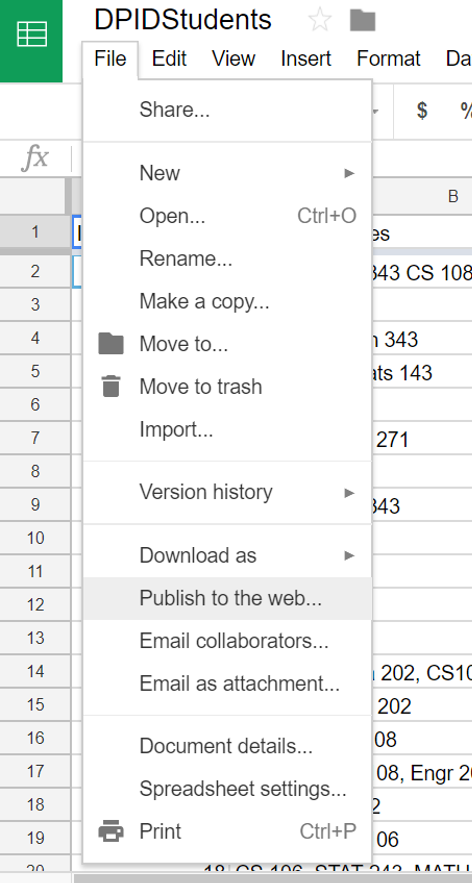 DPIDStudents
File Edit View Insert Format Da
$ %
fx
B
1 es
2 343 CS 108
3
4 343
5 ats 143
6
7 271
8
9 343
10
11
12
13
14 202, CS10
15 202
16 08
17 08, Engr 20
18 2
19 06
20 18 CS 106, STAT 243, MATH
Share...
New
Open... Ctrl+O
Rename...
Make a copy...
Move to...
Move to trash
Import...
Version history
Download as
Publish to the web...
Email collaborators...
Email as attachment...
Document details...
Spreadsheet settings...
Print Ctrl+P